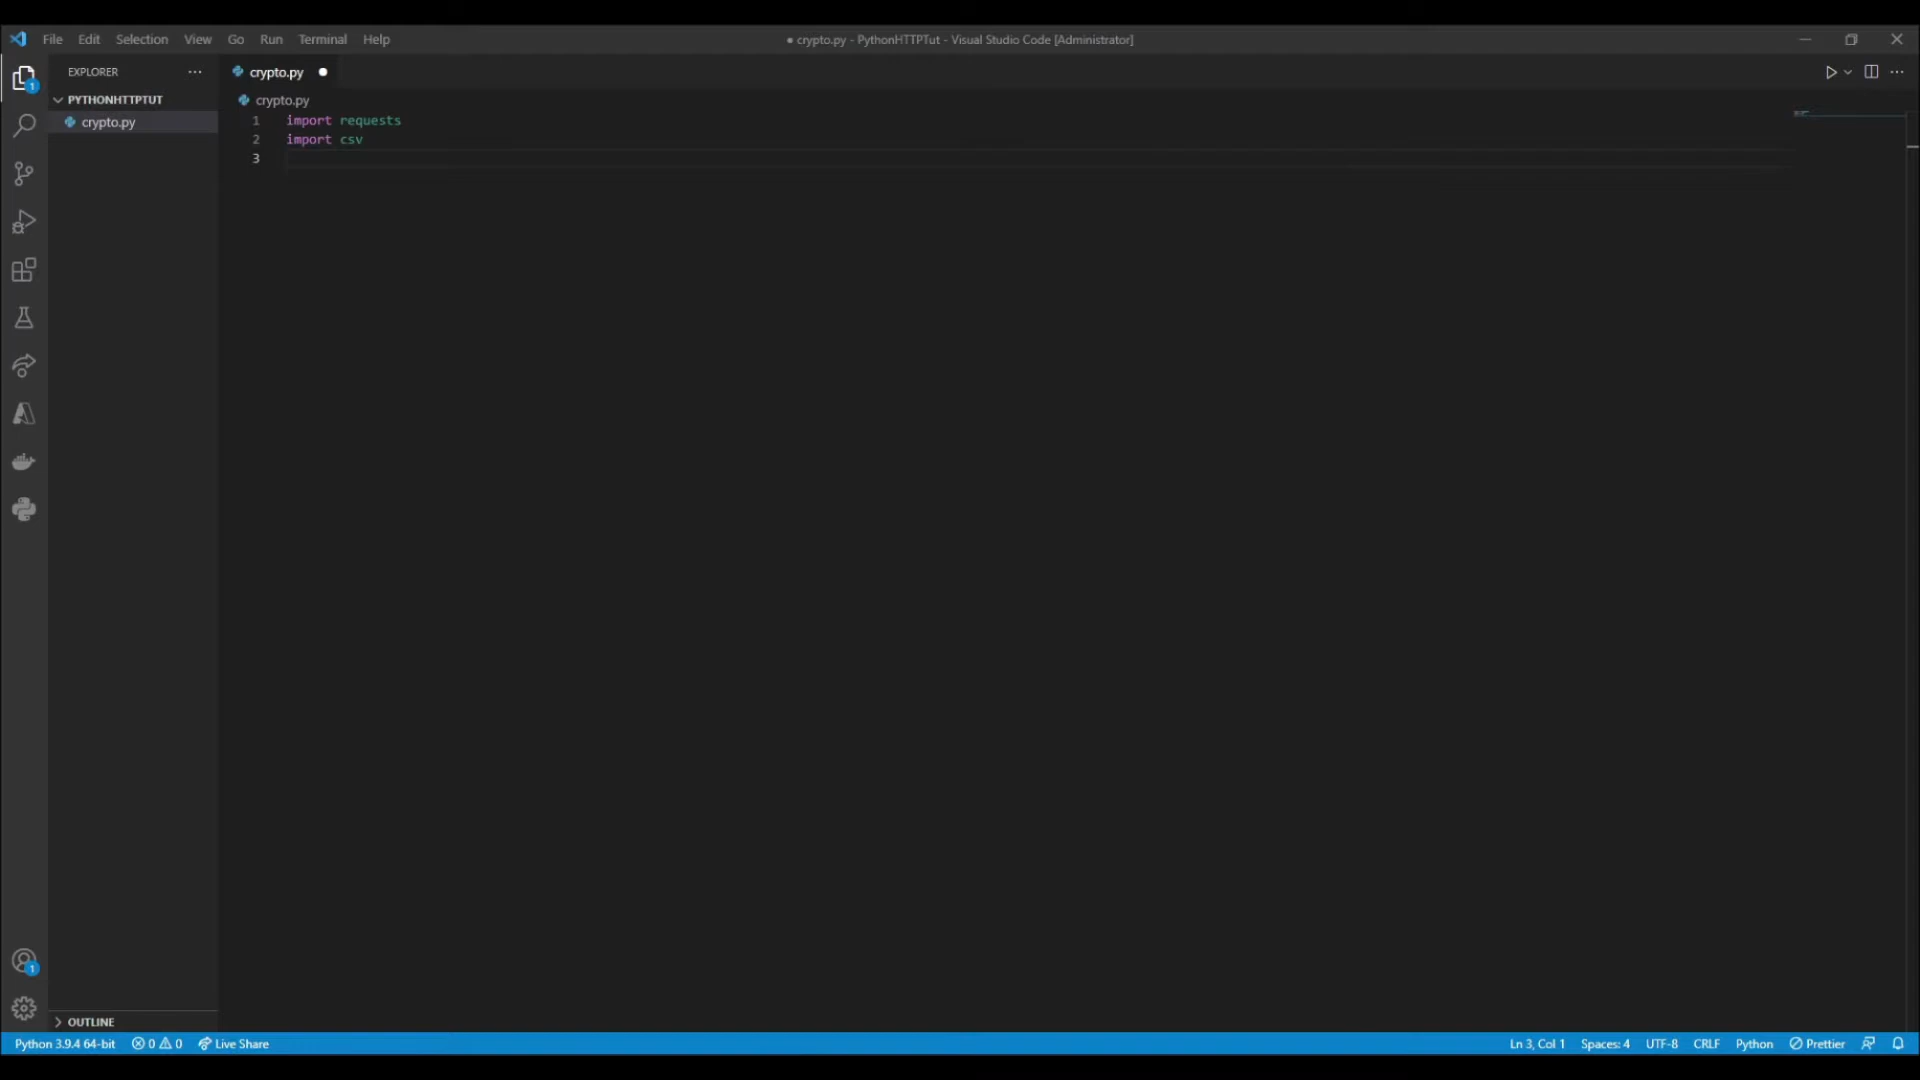 File Edit Selection View Go Run Terminal Help
● crypto.py - PythonHTTPTut - Visual Studio Code [Administrator]
EXPLORER
crypto.py
PYTHONHTTPTUT
crypto.py
crypto.py
1 import requests
2 import csv
3
1
1
OUTLINE
Python 3.9.4 64-bit 0 0 Live Share
Ln 3, Col 1 Spaces: 4 UTF-8 CRLF Python Prettier